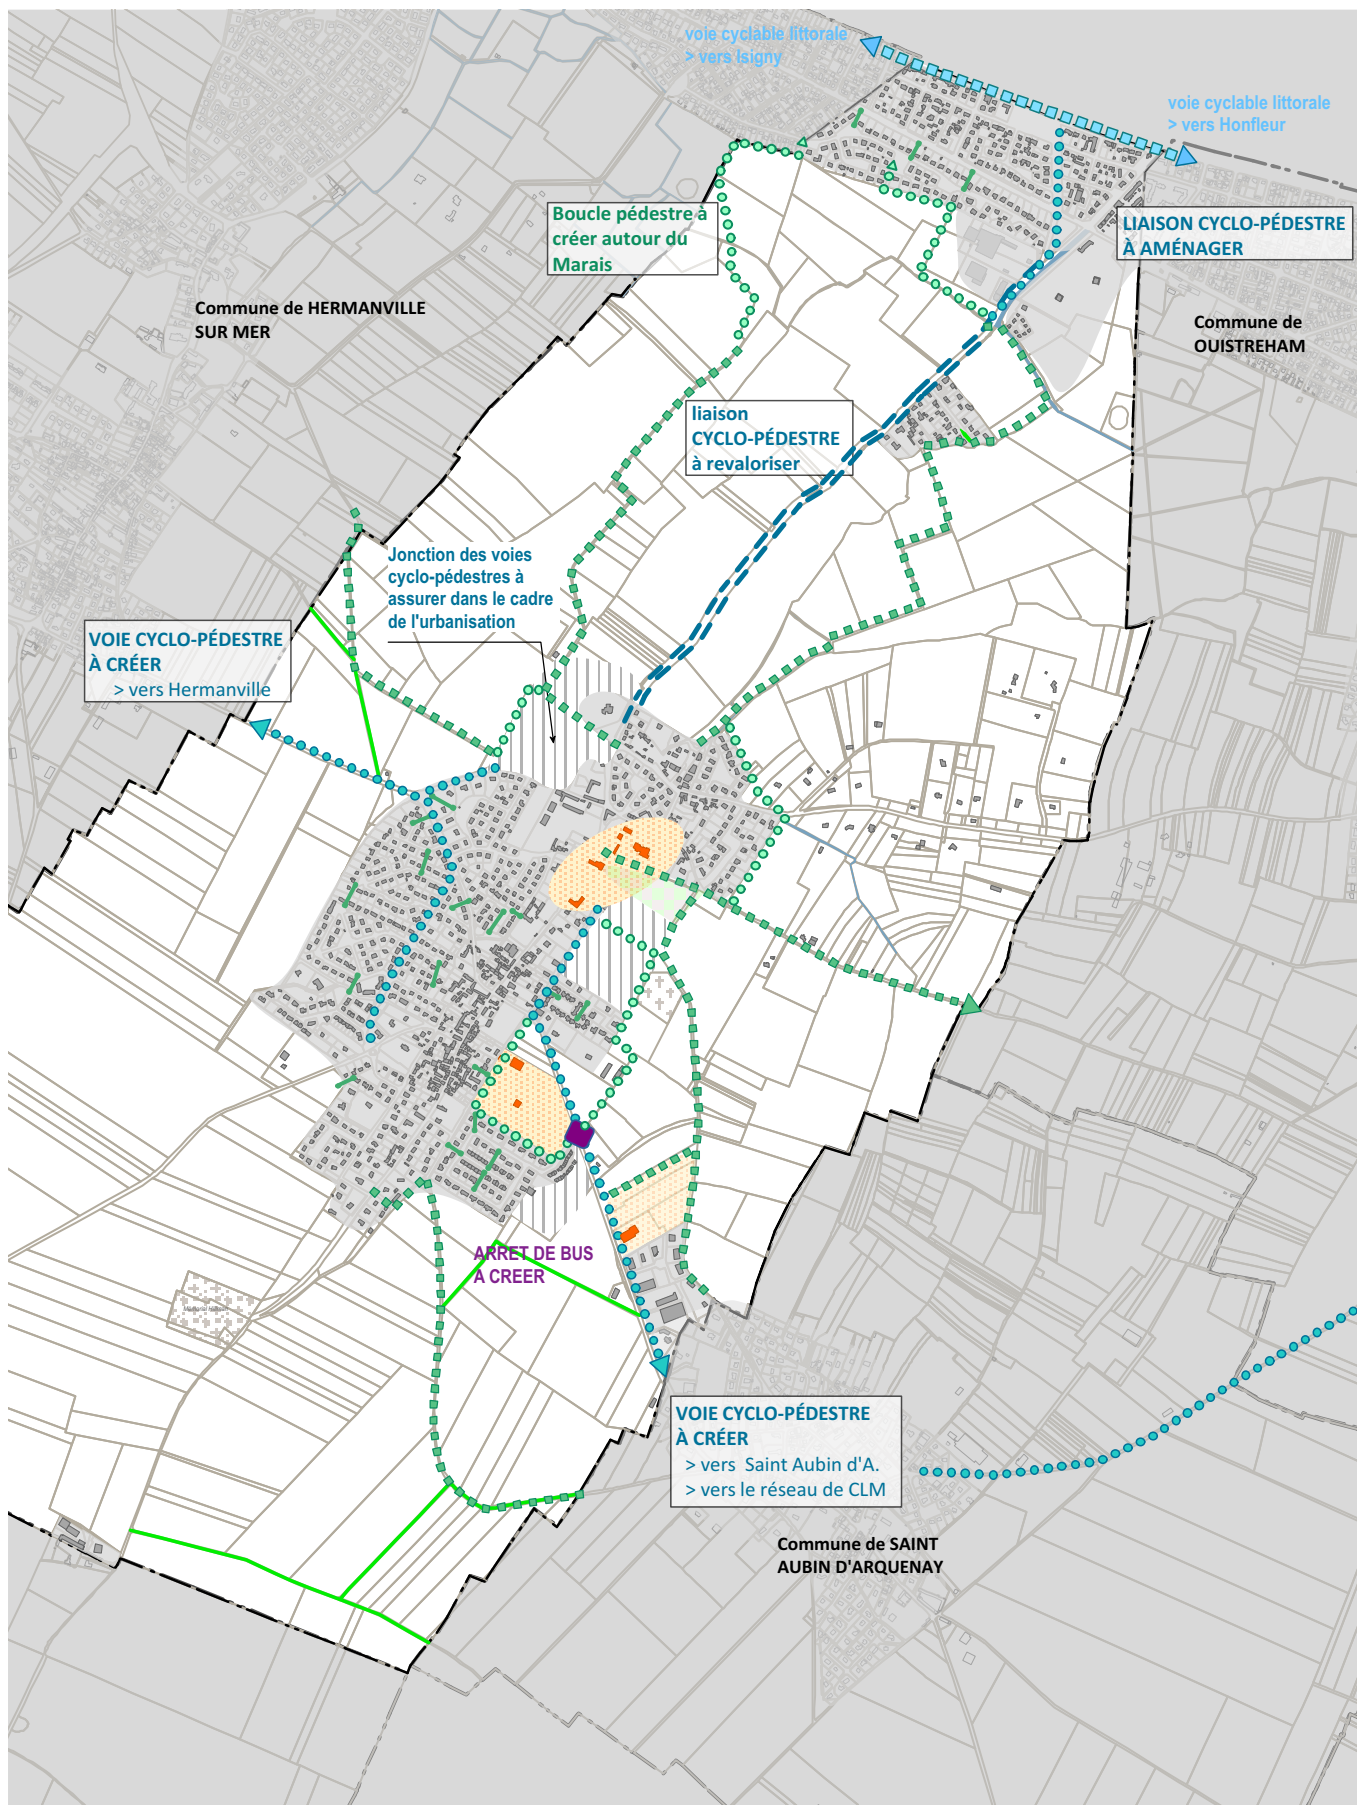 voie cyclable littorale
> vers Isigny
voie cyclable littorale
> vers Honfleur
Boucle pédestre à
créer autour du
Marais
LIAISON CYCLO-PÉDESTRE
À AMÉNAGER
Commune de HERMANVILLE
SUR MER
Commune de
OUISTREHAM
liaison
CYCLO-PÉDESTRE
à revaloriser
Jonction des voies
cyclo-pédestres à
assurer dans le cadre
de l'urbanisation
VOIE CYCLO-PÉDESTRE
À CRÉER
> vers Hermanville
ARRET DE BUS
A CREER
VOIE CYCLO-PÉDESTRE
À CRÉER
> vers Saint Aubin d'A.
> vers le réseau de CLM
Commune de SAINT
AUBIN D'ARQUENAY